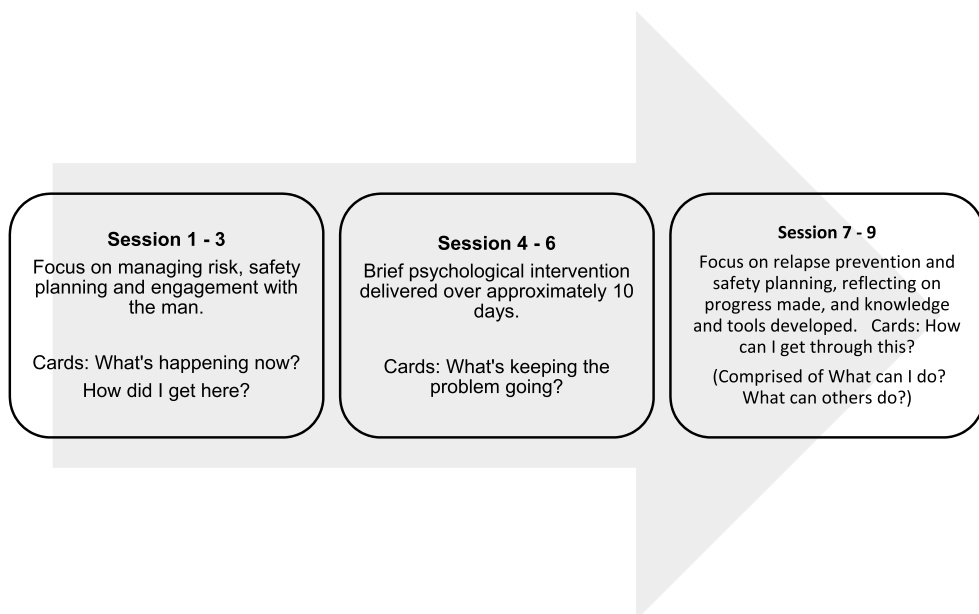 Session 1 - 3
Focus on managing risk, safety
planning and engagement with
the man.
Cards: What's happening now?
How did I get here?
Session 4 - 6
Brief psychological intervention
delivered over approximately 10
days.
Cards: What's keeping the
problem going?
Session 7 - 9
Focus on relapse prevention and
safety planning, reflecting on
progress made, and knowledge
and tools developed.   Cards: How
can I get through this?
(Comprised of What can I do?
What can others do?)